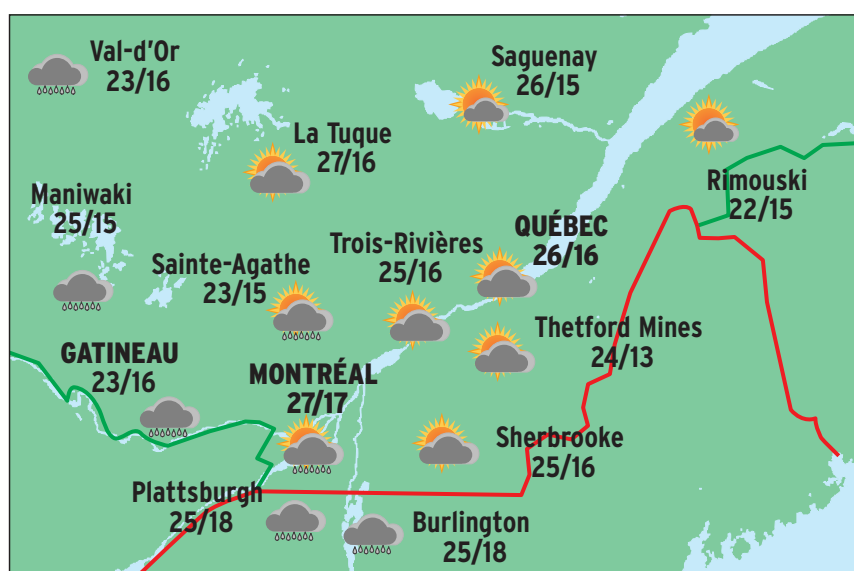 Val-d'Or
23/16
Saguenay
26/15
La Tuque
27/16
Maniwaki
25/15
Rimouski
22/15
QUÉBEC
26/16
Trois-Rivières
25/16
Sainte-Agathe
23/15
Thetford Mines
24/13
GATINEAU
23/16
MONTRÉAL
27/17
Sherbrooke
25/16
Plattsburgh
25/18
Burlington
25/18